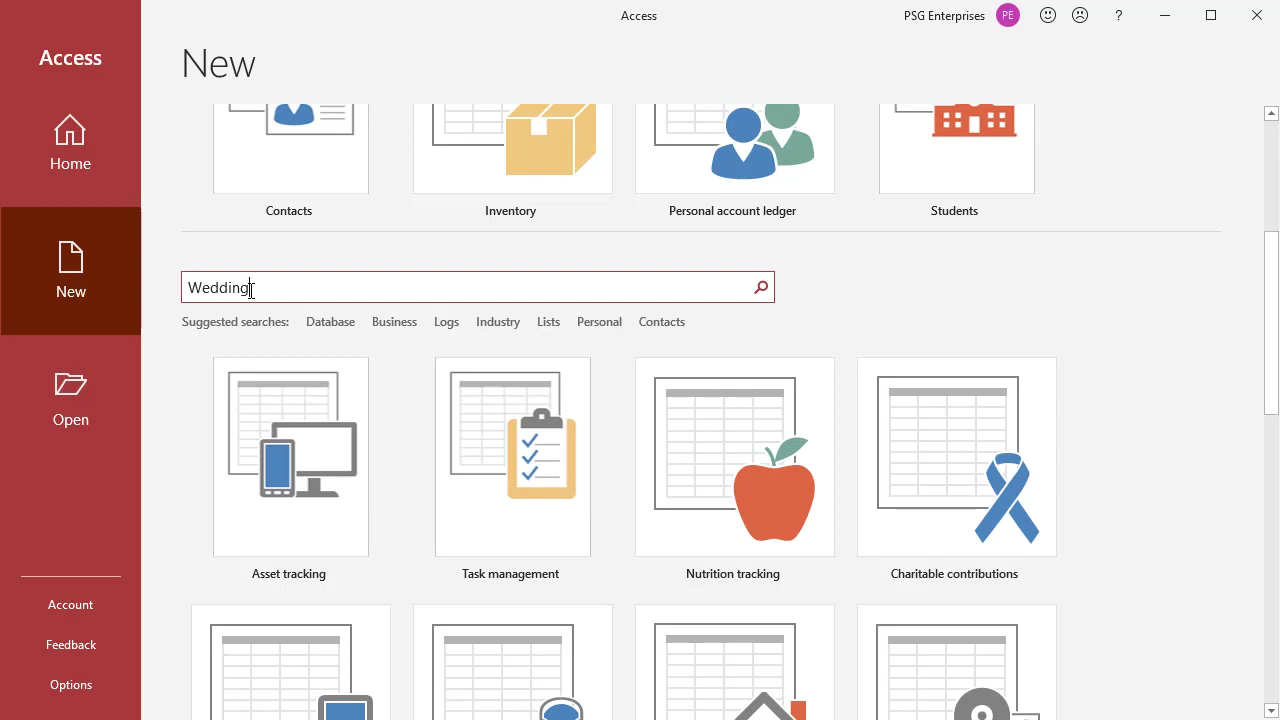 Access
PSG Enterprises PE ?
Access
New
Home
Contacts Inventory Personal account ledger Students
New
Wedding
Suggested searches: Database Business Logs Industry Lists Personal Contacts
Open
Asset tracking Task management Nutrition tracking Charitable contributions
Account
Feedback
Options